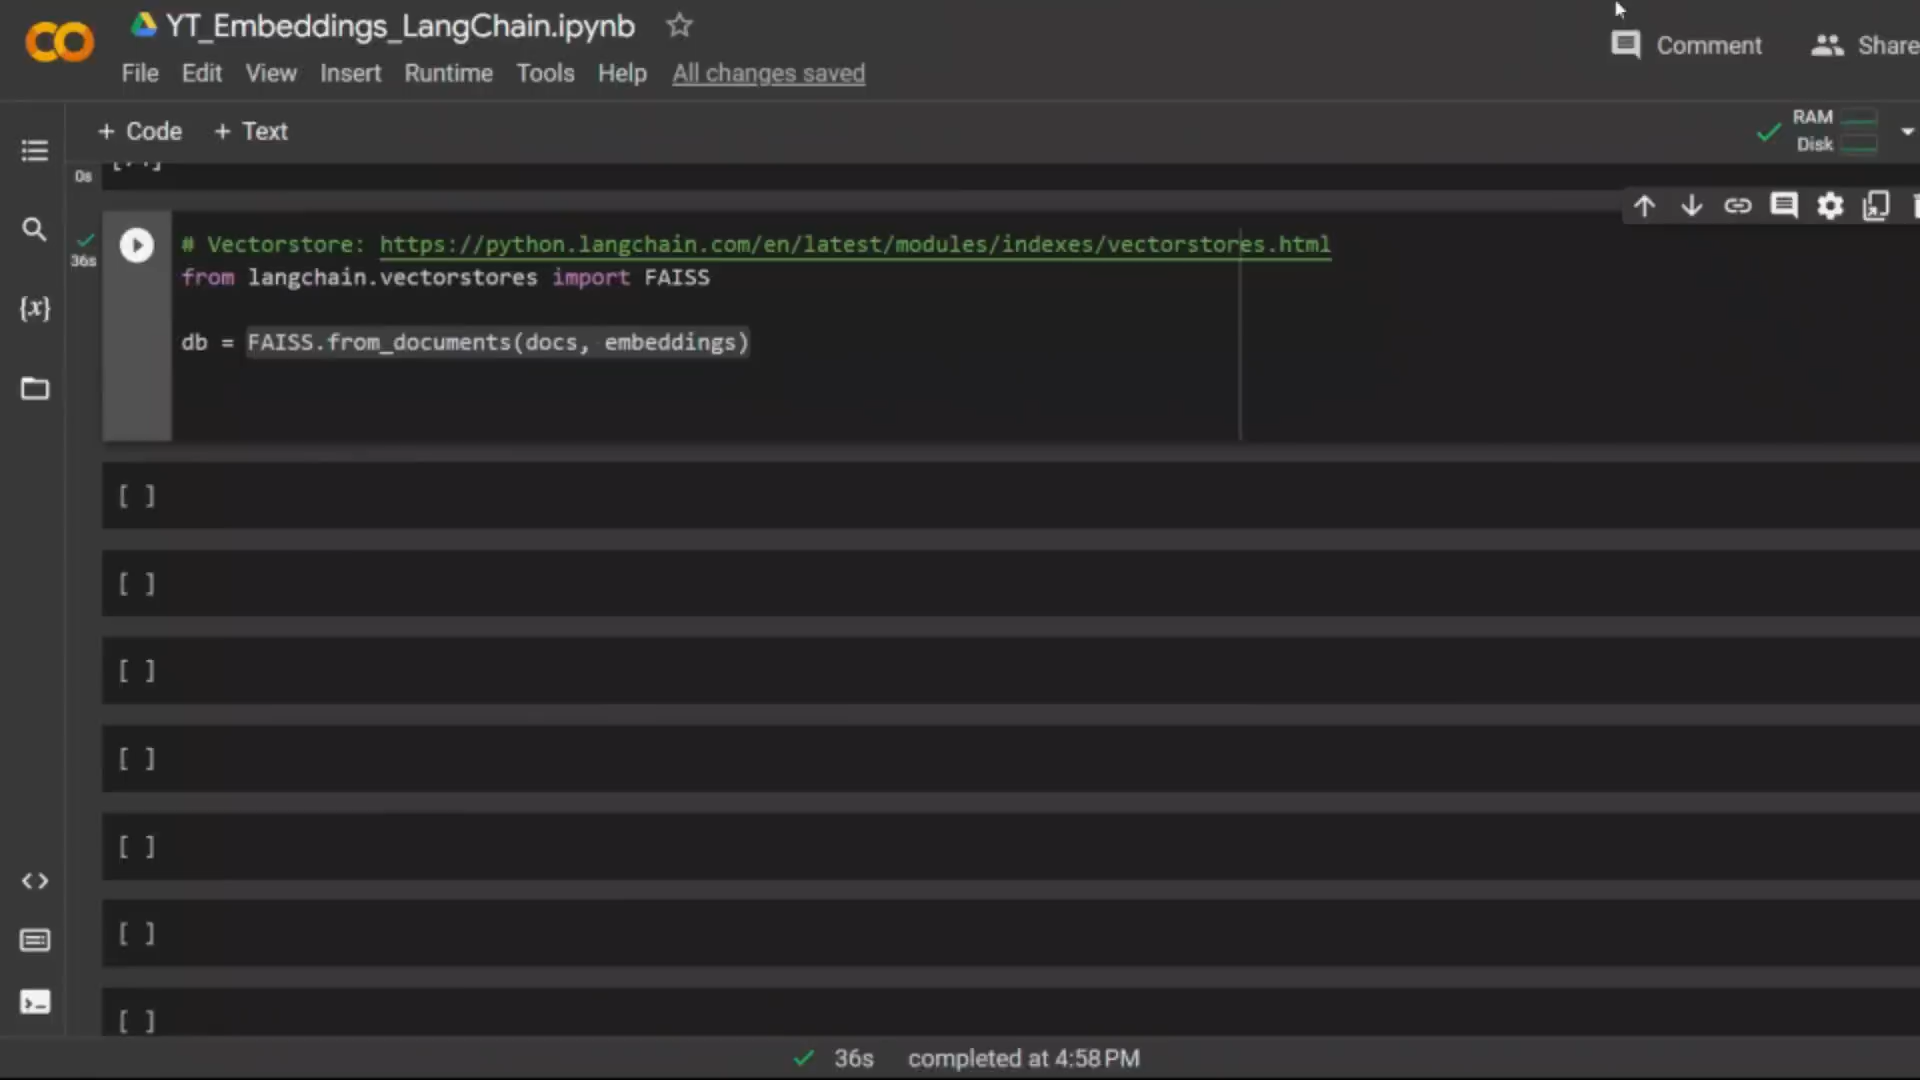 YT_Embeddings_LangChain.ipynb
File Edit View Insert Runtime Tools Help All changes saved
Comment Share
+ Code + Text
RAM
Disk
0s
36s
# Vectorstore: https://python.langchain.com/en/latest/modules/indexes/vectorstores.html
from langchain.vectorstores import FAISS
db = FAISS.from_documents(docs, embeddings)
{x}
[ ]
[ ]
[ ]
[ ]
[ ]
[ ]
[ ]
36s completed at 4:58 PM